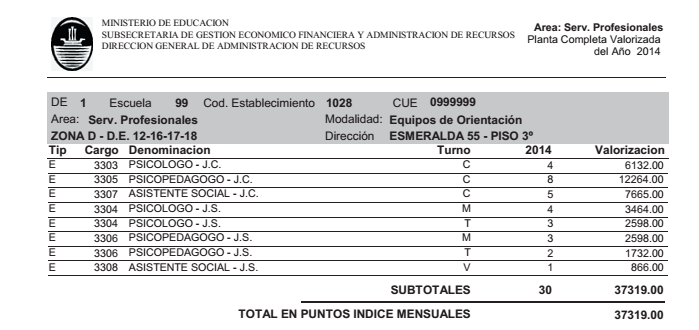 MINISTERIO DE EDUCACION
SUBSECRETARIA DE GESTION ECONOMICO FINANCIERA Y ADMINISTRACION DE RECURSOS
DIRECCION GENERAL DE ADMINISTRACION DE RECURSOS
Area: Serv. Profesionales
Planta Completa Valorizada
del Año 2014
DE 1 Escuela 99 Cod. Establecimiento 1028 CUE 0999999
Area: Serv. Profesionales Modalidad: Equipos de Orientación
ZONA D - D.E. 12-16-17-18 Dirección ESMERALDA 55 - PISO 3º
Tip Cargo Denominacion Turno 2014 Valorizacion
E 3303 PSICOLOGO - J.C. C 4 6132.00
E 3305 PSICOPEDAGOGO - J.C. C 8 12264.00
E 3307 ASISTENTE SOCIAL - J.C. C 5 7665.00
E 3304 PSICOLOGO - J.S. M 4 3464.00
E 3304 PSICOLOGO - J.S. T 3 2598.00
E 3306 PSICOPEDAGOGO - J.S. M 3 2598.00
E 3306 PSICOPEDAGOGO - J.S. T 2 1732.00
E 3308 ASISTENTE SOCIAL - J.S. V 1 866.00
SUBTOTALES 30 37319.00
TOTAL EN PUNTOS INDICE MENSUALES 37319.00